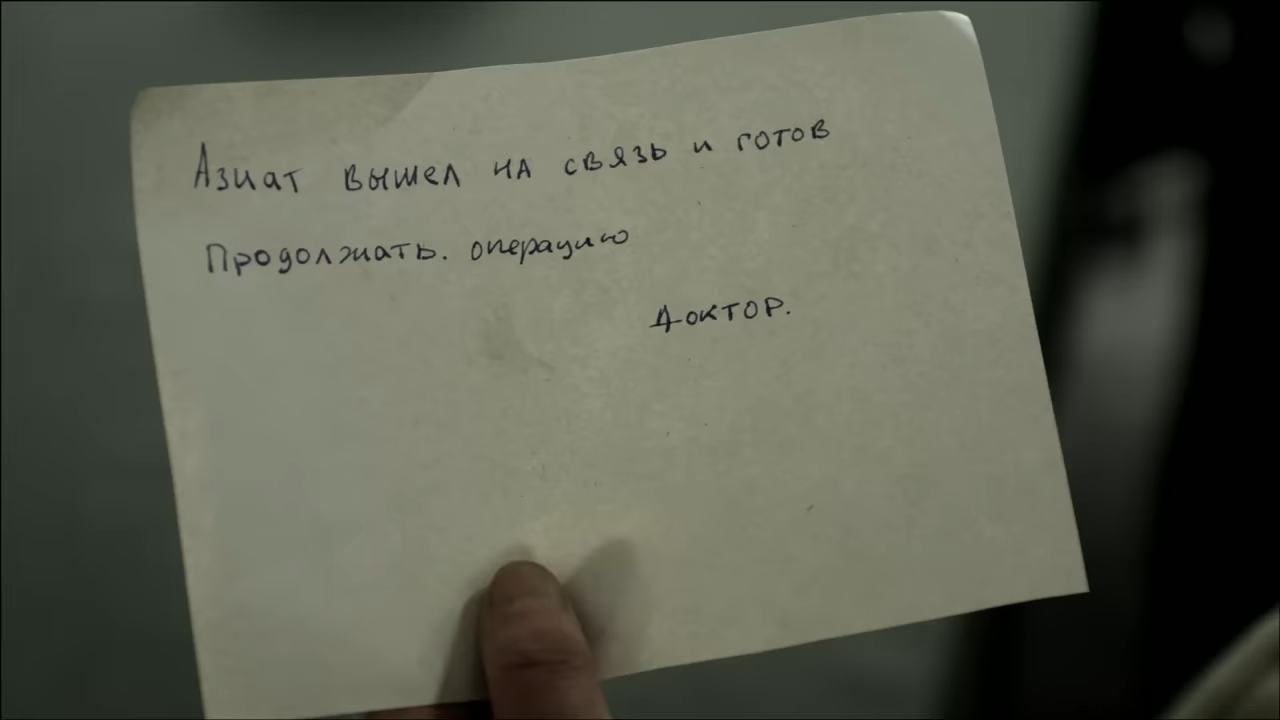 Азиат вышел на связь и готов
Продолжать. операцию
Доктор.